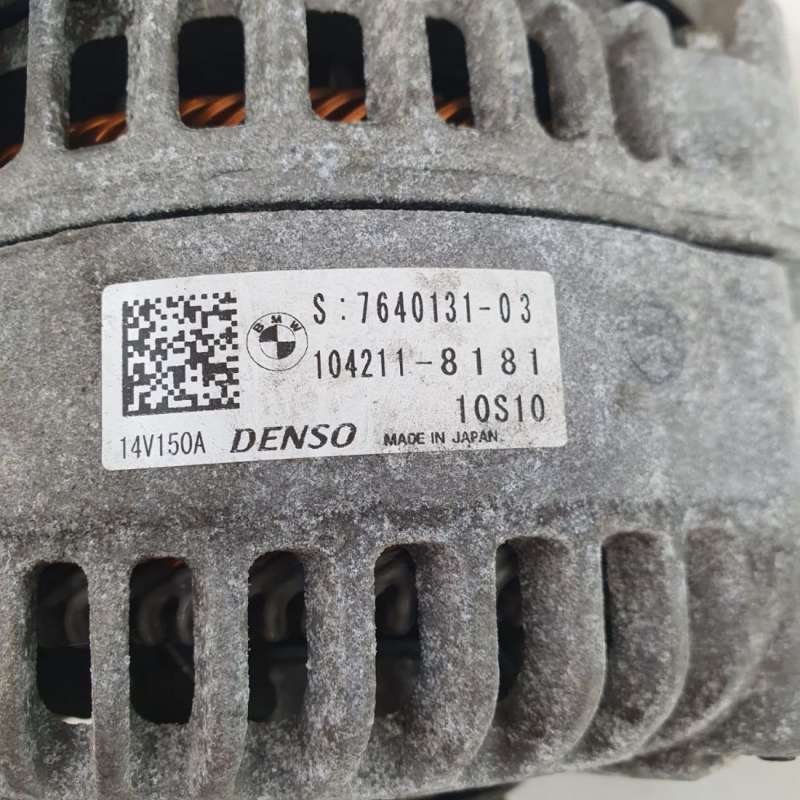 S:7640131-03
BMW
104211-8181
10S10
14V150A DENSO MADE IN JAPAN.